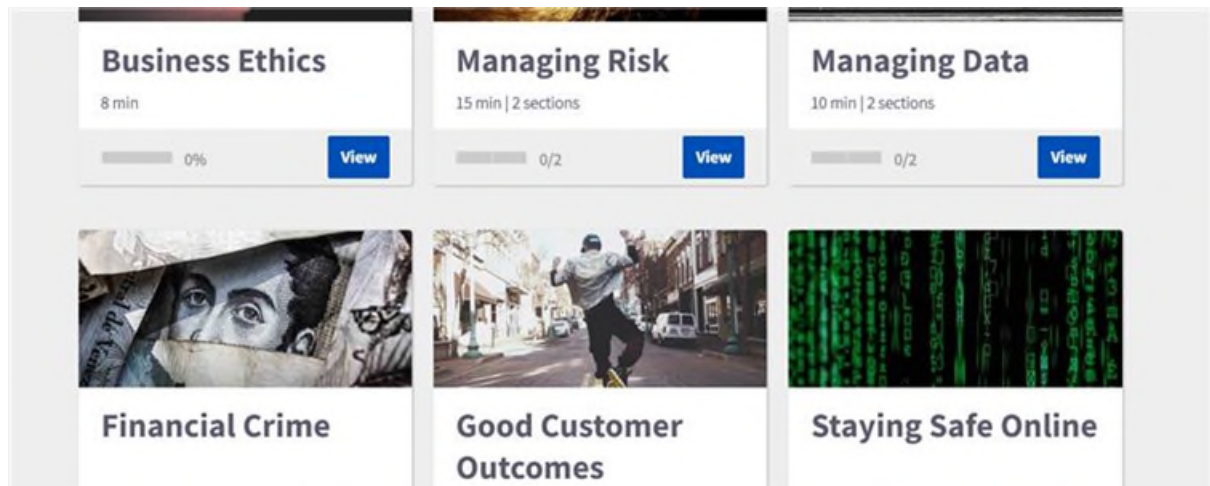 Business Ethics
Managing Risk
Managing Data
8 min
15 min | 2 sections
10 min | 2 sections
0%
View
0/2
View
0/2
View
Financial Crime
Good Customer
Outcomes
Staying Safe Online